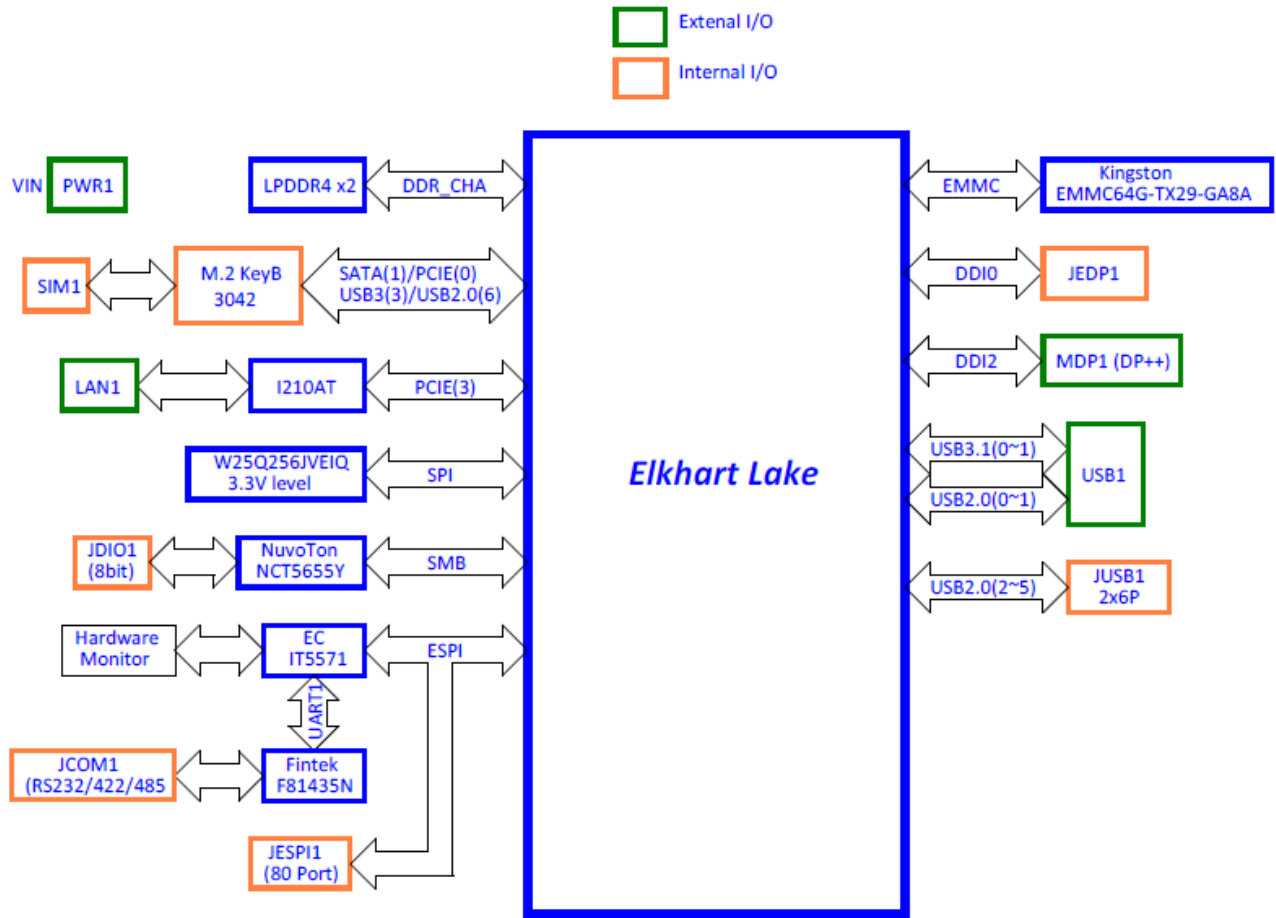 Extenal I/O
Internal I/O
VIN
PWR1
LPDDR4 x2
DDR_CHA
EMMC
Kingston
EMMC64G-TX29-GA8A
SIM1
M.2 KeyB
3042
SATA(1)/PCIE(0)
USB3(3)/USB2.0(6)
DDI0
JEDP1
LAN1
I210AT
PCIE(3)
DDI2
MDP1 (DP++)
W25Q256JVEIQ
3.3V level
SPI
Elkhart Lake
USB3.1(0~1)
USB2.0(0~1)
USB1
JDIO1
(8bit)
NuvoTon
NCT5655Y
SMB
USB2.0(2~5)
JUSB1
2x6P
Hardware
Monitor
EC
IT5571
ESPI
UART1
JCOM1
(RS232/422/485
Fintek
F81435N
JESPI1
(80 Port)